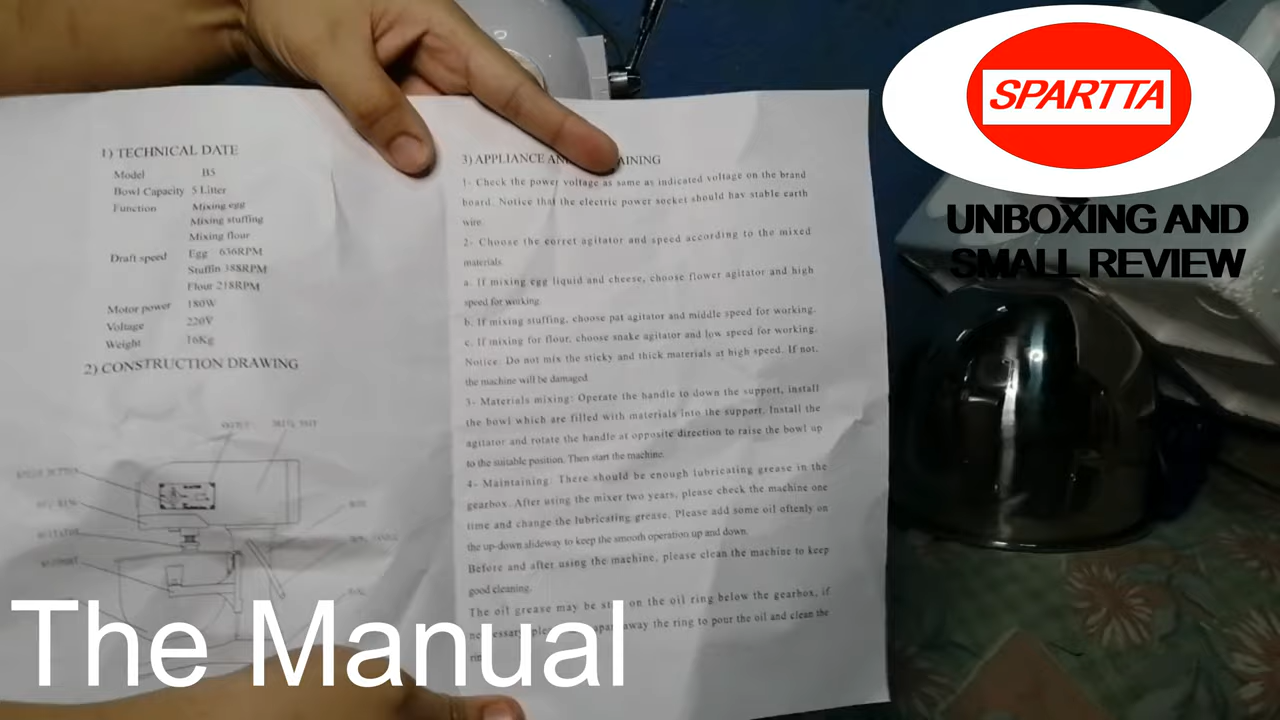 1) TECHNICAL DATE
Model B5
Bowl Capacity 5 Litter
Function Mixing egg
Mixing stuffing
Mixing flour
Draft speed Egg 636RPM
Stuffin 388RPM
Flour 218RPM
Motor power 180W
Voltage 220V
Weight 16Kg
2) CONSTRUCTION DRAWING
3) APPLIANCE
1- Check the power voltage as same as indicated voltage on the brand
board. Notice that the electric power socket should hav stable earth
wire.
2- Choose the corret agitator and speed according to the mixed
materials.
a. If mixing egg liquid and cheese, choose flower agitator and high
speed for working.
b. If mixing stuffing, choose pat agitator and middle speed for working.
c. If mixing for flour, choose snake agitator and low speed for working.
Notice: Do not mix the sticky and thick materials at high speed. If not,
the machine will be damaged.
3- Materials mixing: Operate the handle to down the support, install
the bowl which are filled with materials into the support. Install the
agitator and rotate the handle at opposite direction to raise the bowl up
to the suitable position. Then start the machine.
4- Maintaining: There should be enough lubricating grease in the
gearbox. After using the mixer two years, please check the machine one
time and change the lubricating grease. Please add some oil oftenly on
the up-down slideway to keep the smooth operation up and down.
Before and after using the machine, please clean the machine to keep
good cleaning.
The oil grease may be on the oil ring below the gearbox, if
away the ring to pour the oil and clean the
SPARTTA
UNBOXING AND
SMALL REVIEW
The Manual